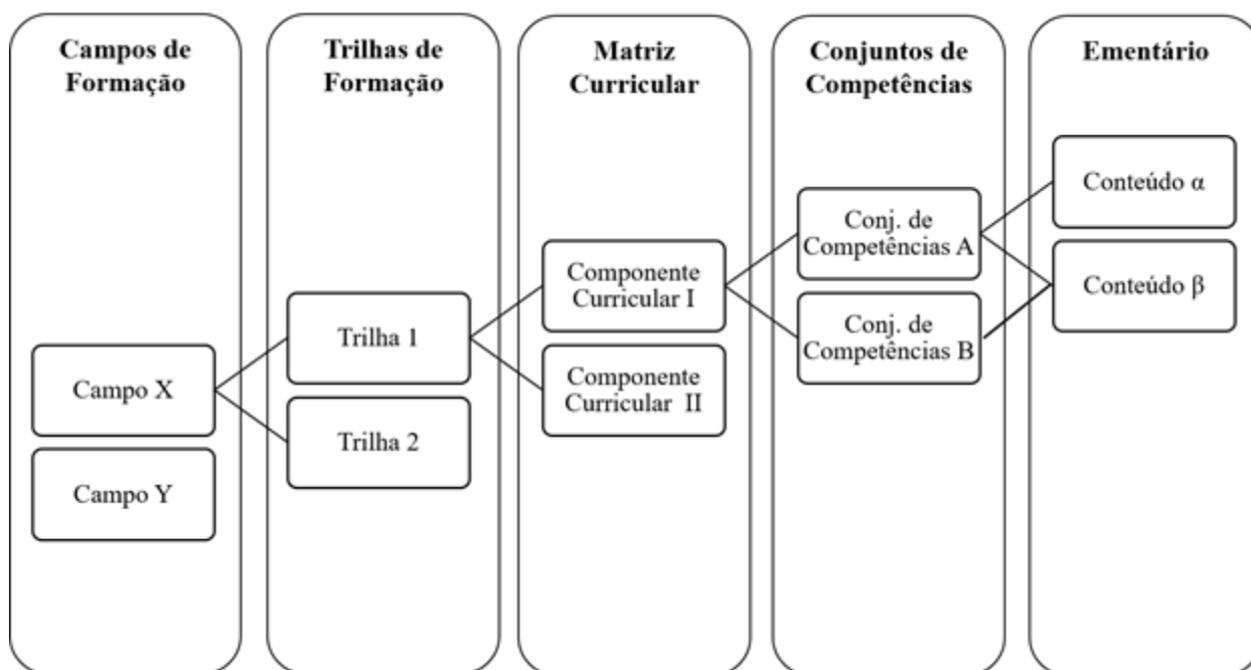 Campos de
Formação
Trilhas de
Formação
Matriz
Curricular
Conjuntos de
Competências
Ementário
Campo X
Campo Y
Trilha 1
Trilha 2
Componente
Curricular I
Componente
Curricular II
Conj. de
Competências A
Conj. de
Competências B
Conteúdo α
Conteúdo β